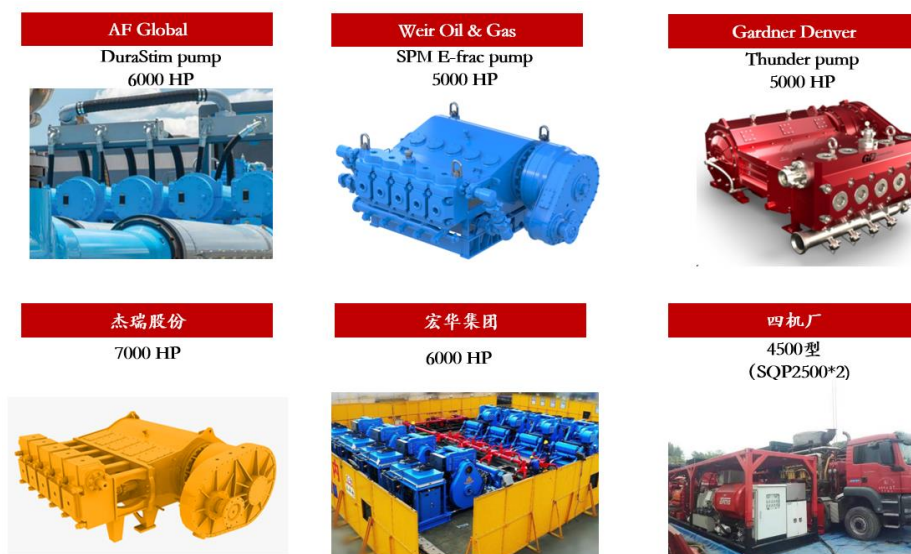 AF Global
DuraStim pump
6000 HP
Weir Oil & Gas
SPM E-frac pump
5000 HP
Gardner Denver
Thunder pump
5000 HP
GD
杰瑞股份
7000 HP
宏华集团
6000 HP
四机厂
4500型
（SQP2500*2)